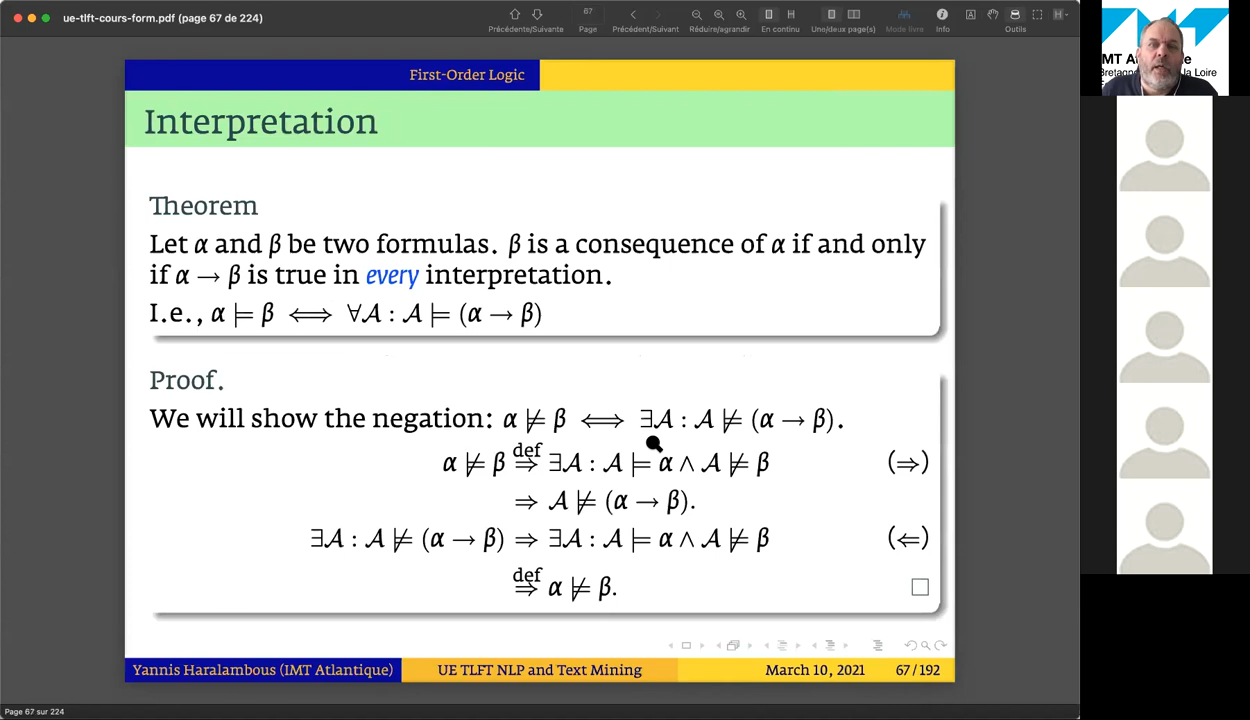 ue-tlft-cours-form.pdf (page 67 de 224)
87
Précédente/Suivante
Page
Précédent/Suivant
Réduire/agrandir
En continu
Une/deux page(s)
Mode livre
Info
Outils
First-Order Logic
Interpretation
Theorem
Let α and β be two formulas. β is a consequence of α if and only
if α → β is true in every interpretation.
I.e., α ⊨ β ⟺ ∀𝒜 : 𝒜 ⊨ (α → β)
Proof.
We will show the negation: α ⊭ β ⟺ ∃𝒜 : 𝒜 ⊭ (α → β).
α ⊭ β def⇒ ∃𝒜 : 𝒜 ⊨ α ∧ 𝒜 ⊭ β (⇒)
⇒ 𝒜 ⊭ (α → β).
∃𝒜 : 𝒜 ⊭ (α → β) ⇒ ∃𝒜 : 𝒜 ⊨ α ∧ 𝒜 ⊭ β (⇐)
def⇒ α ⊭ β. □
Yannis Haralambous (IMT Atlantique) UE TLFT NLP and Text Mining March 10, 2021 67/192
Page 67 sur 224